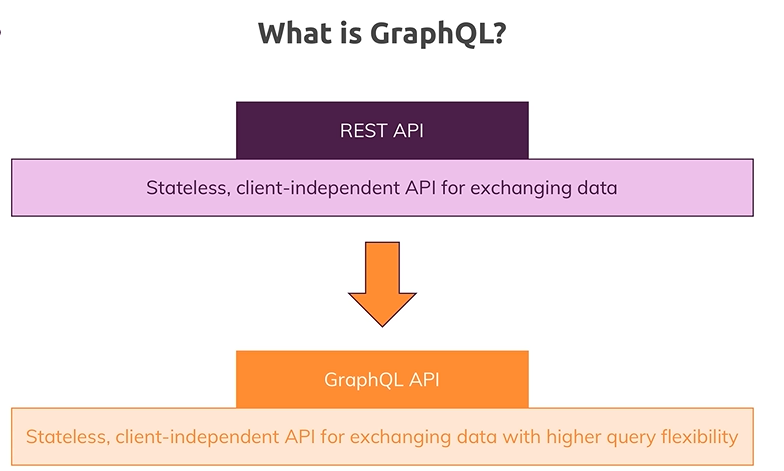 What is GraphQL?
REST API
Stateless, client-independent API for exchanging data
GraphQL API
Stateless, client-independent API for exchanging data with higher query flexibility